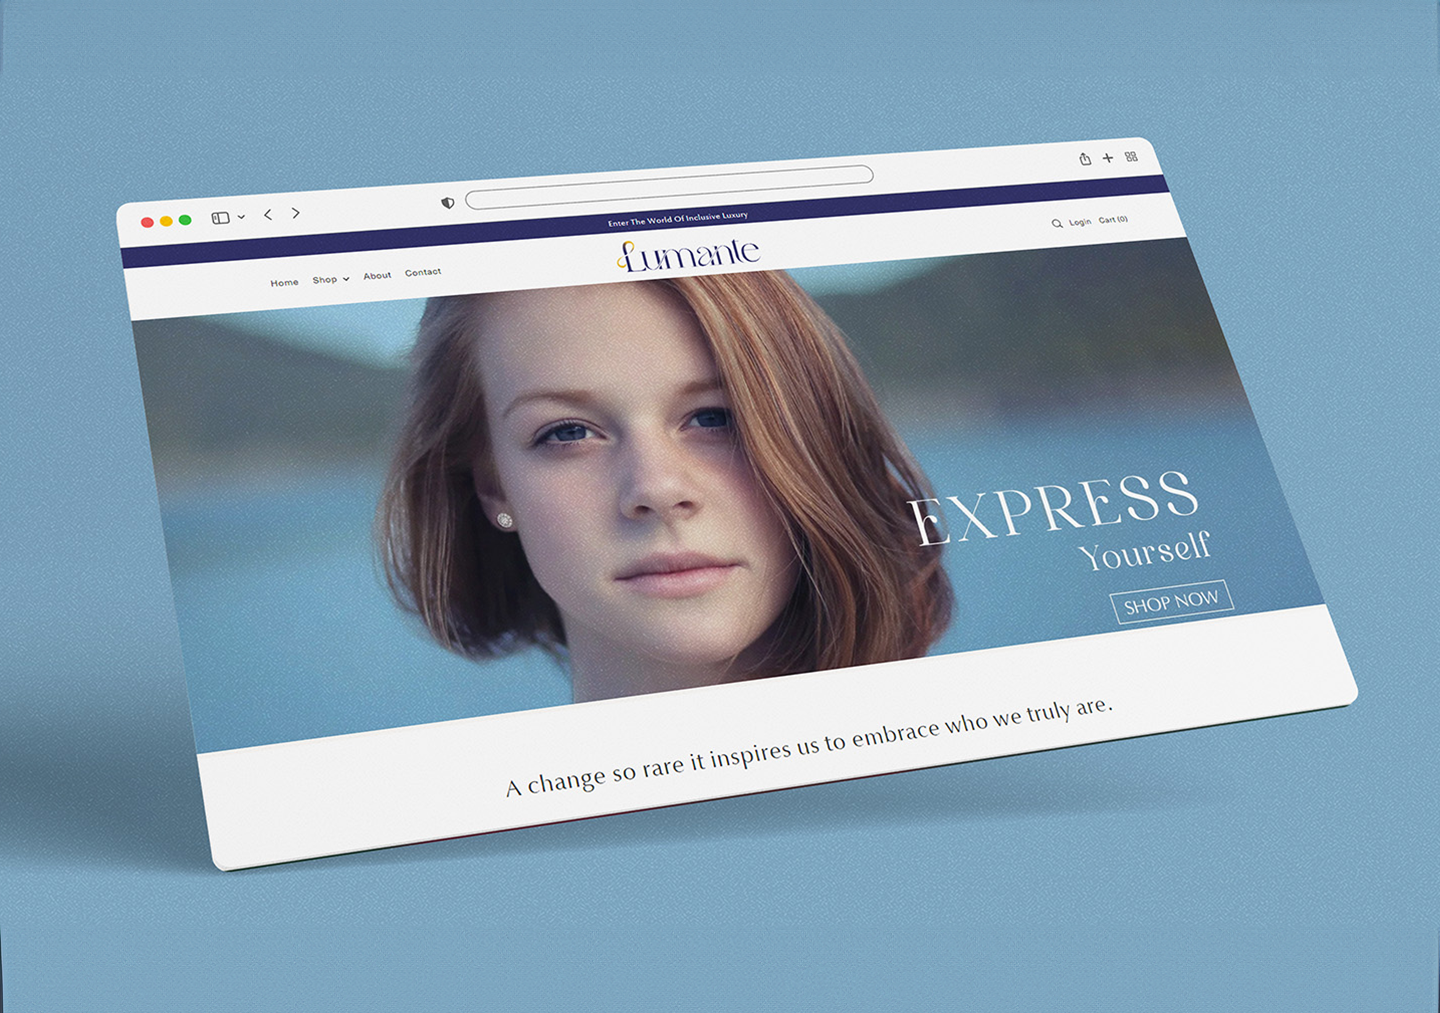 Enter The World Of Inclusive Luxury
Home Shop About Contact
Lumante
Login Cart (0)
EXPRESS
Yourself
SHOP NOW
A change so rare it inspires us to embrace who we truly are.